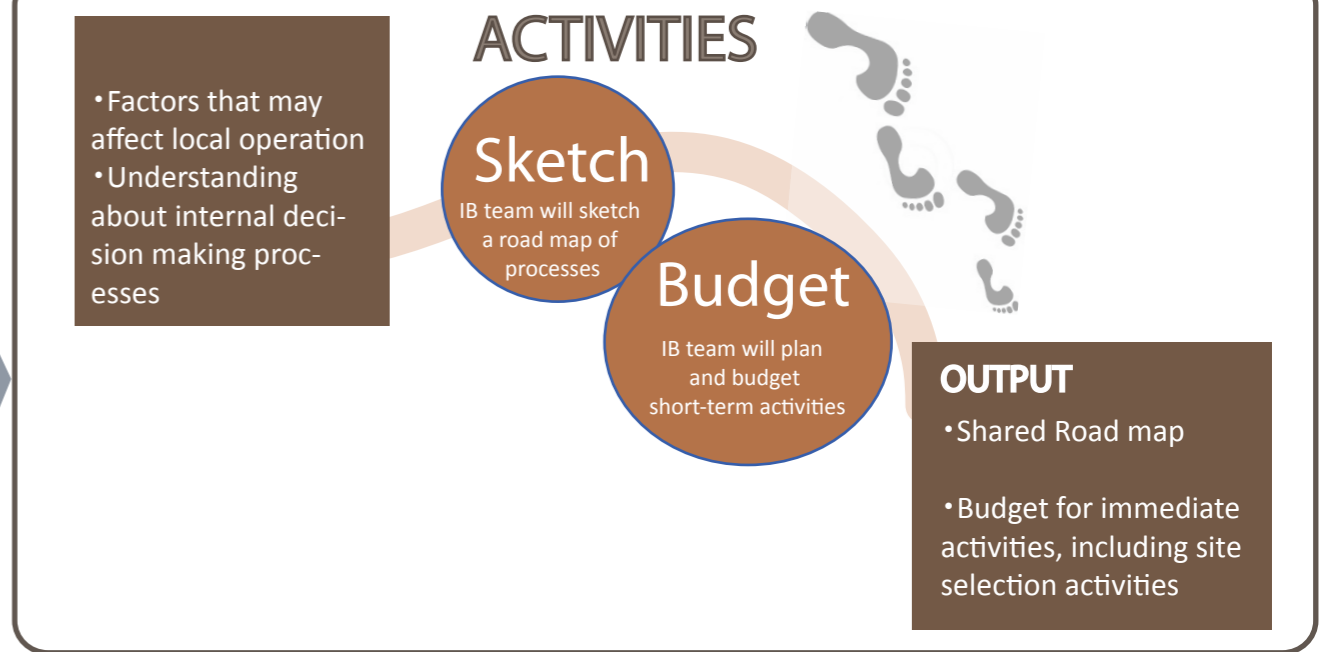 ACTIVITIES
•Factors that may
affect local operation
•Understanding
about internal deci-
sion making proc-
esses
Sketch
IB team will sketch
a road map of
processes
Budget
IB team will plan
and budget
short-term activities
OUTPUT
•Shared Road map
•Budget for immediate
activities, including site
selection activities